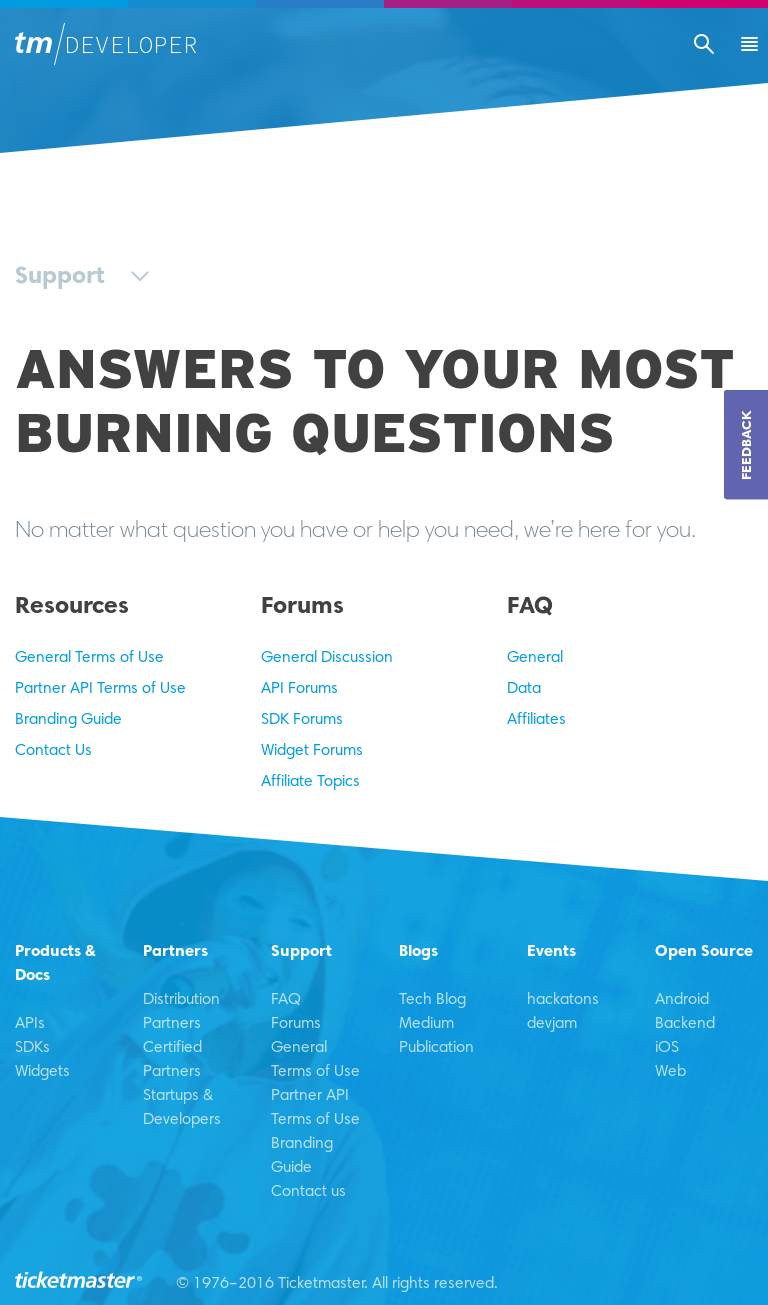 tm DEVELOPER
Support
ANSWERS TO YOUR MOST
BURNING QUESTIONS
FEEDBACK
No matter what question you have or help you need, we’re here for you.
Resources
General Terms of Use
Partner API Terms of Use
Branding Guide
Contact Us
Forums
General Discussion
API Forums
SDK Forums
Widget Forums
Affiliate Topics
FAQ
General
Data
Affiliates
Products &
Docs
APIs
SDKs
Widgets
Partners
Distribution
Partners
Certified
Partners
Startups &
Developers
Support
FAQ
Forums
General
Terms of Use
Partner API
Terms of Use
Branding
Guide
Contact us
Blogs
Tech Blog
Medium
Publication
Events
hackatons
devjam
Open Source
Android
Backend
iOS
Web
ticketmaster®
© 1976–2016 Ticketmaster. All rights reserved.